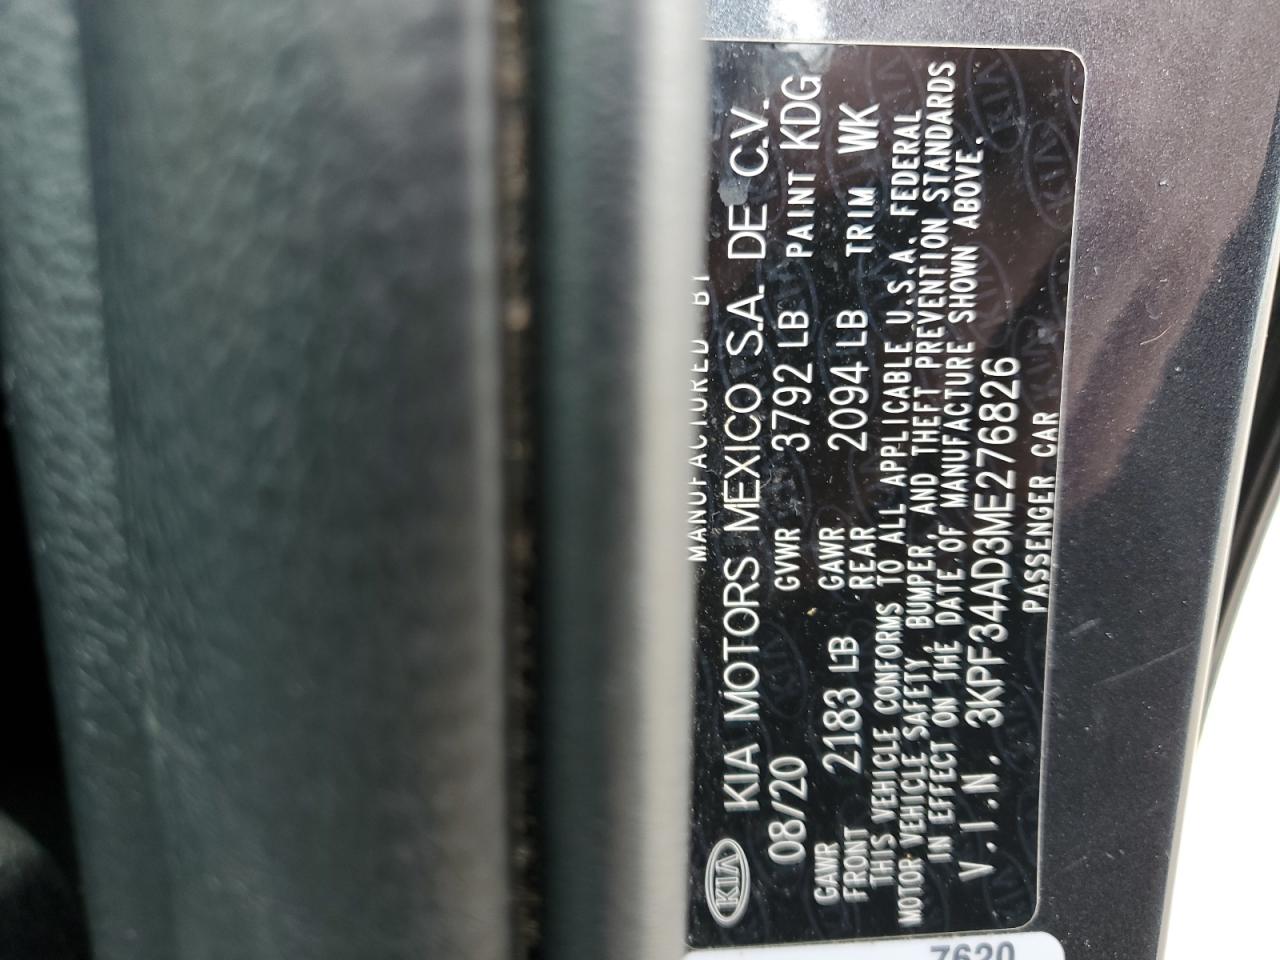 MANUFACTURED BY
KIA KIA MOTORS MEXICO S.A. DE C.V.
08/20 GVWR 3792 LB PAINT KDG
GAWR FRONT 2183 LB GAWR REAR 2094 LB TRIM WK
THIS VEHICLE CONFORMS TO ALL APPLICABLE U.S.A. FEDERAL
MOTOR VEHICLE SAFETY BUMPER, AND THEFT PREVENTION STANDARDS
IN EFFECT ON THE DATE OF MANUFACTURE SHOWN ABOVE.
V.I.N. 3KPF34AD3ME276826
PASSENGER CAR
7620